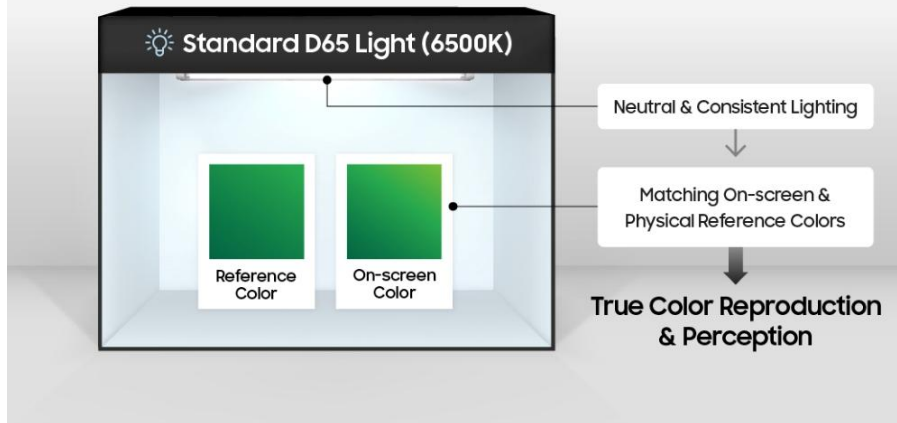 Standard D65 Light (6500K)
Neutral & Consistent Lighting
Matching On-screen &
Physical Reference Colors
Reference
Color
On-screen
Color
True Color Reproduction
& Perception